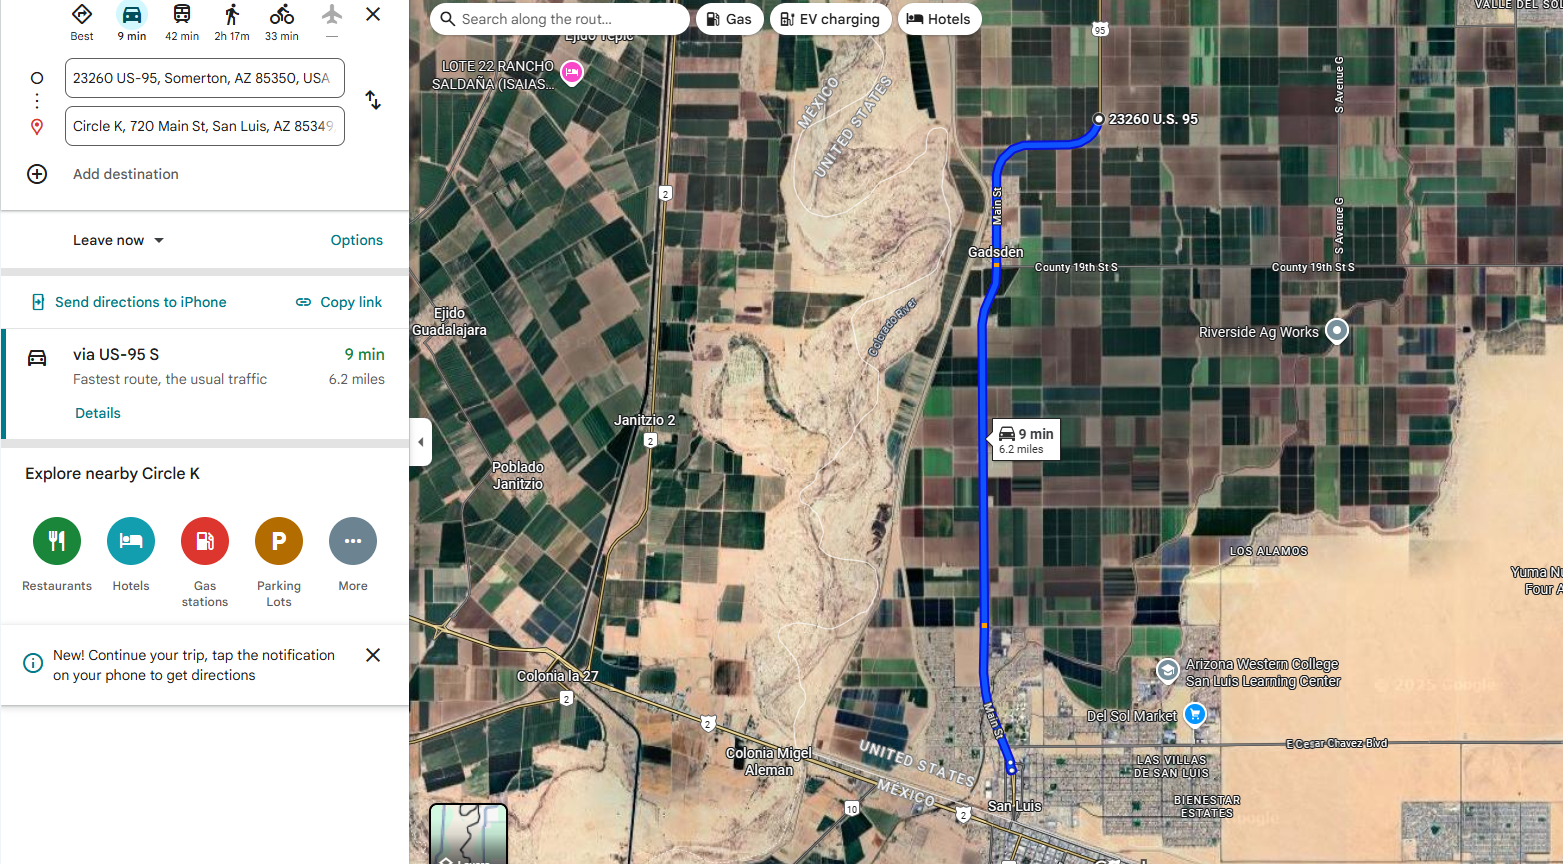 Best
9 min
42 min
2h 17m
33 min
—
23260 US-95, Somerton, AZ 85350, USA
Circle K, 720 Main St, San Luis, AZ 85349
Add destination
Leave now
Options
Send directions to iPhone
Copy link
via US-95 S
9 min
Fastest route, the usual traffic
6.2 miles
Details
Explore nearby Circle K
P
Restaurants
Hotels
Gas
stations
Parking
Lots
More
New! Continue your trip, tap the notification
on your phone to get directions
Search along the rout...
Gas
EV charging
Hotels
VALLE DEL SOL
95
Ejido Tepic
LOTE 22 RANCHO
SALDAÑA (ISAIAS...
MÉXICO
UNITED STATES
S Avenue G
23260 U.S. 95
2
Main St
S Avenue G
Gadsden
County 19th St S
County 19th St S
Ejido
Guadalajara
Colorado River
Riverside Ag Works
Janitzio 2
2
9 min
6.2 miles
Poblado
Janitzio
LOS ALAMOS
Yuma
Four
Colonia la 27
2
Arizona Western College
San Luis Learning Center
© 2025 Google
Del Sol Market
Main St
2
E Cesar Chavez Blvd
UNITED STATES
MÉXICO
Colonia Migel
Aleman
LAS VILLAS
DE SAN LUIS
10
2
San Luis
BIENESTAR
ESTATES
Google
Layers